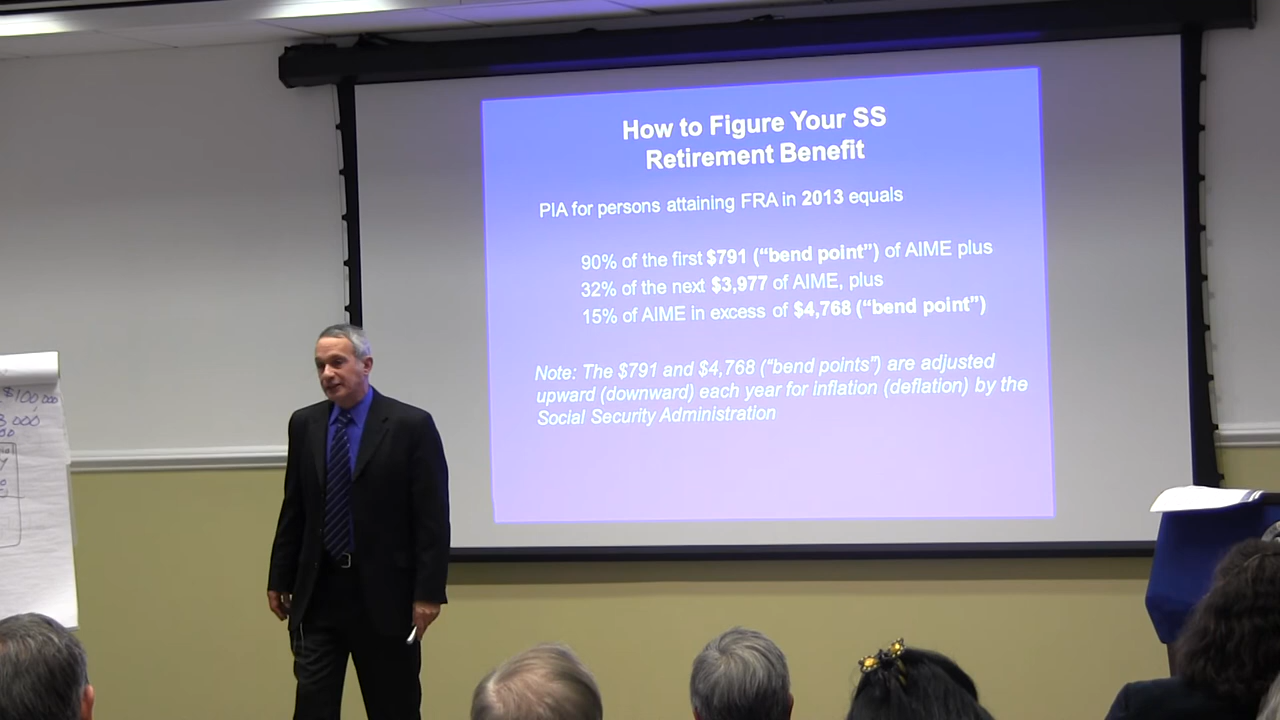 How to Figure Your SS
Retirement Benefit
PIA for persons attaining FRA in 2013 equals
90% of the first $791 (“bend point”) of AIME plus
32% of the next $3,977 of AIME, plus
15% of AIME in excess of $4,768 (“bend point”)
Note: The $791 and $4,768 (“bend points”) are adjusted
upward (downward) each year for inflation (deflation) by the
Social Security Administration
$100,000
000